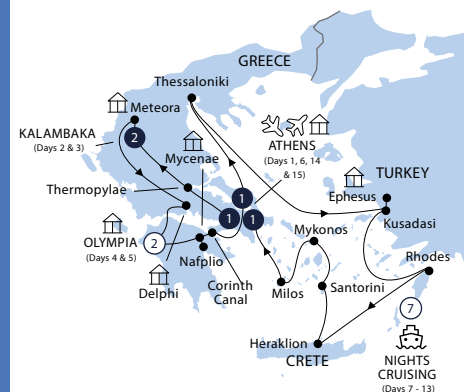 GREECE
Thessaloniki
Meteora
KALAMBAKA
(Days 2 & 3)
2
Mycenae
ATHENS
(Days 1, 6, 14
& 15)
TURKEY
Thermopylae
Ephesus
1
1
1
Kusadasi
OLYMPIA
(Days 4 & 5)
2
Mykonos
Nafplio
Rhodes
Delphi
Corinth
Canal
Milos
Santorini
7
Heraklion
CRETE
NIGHTS
CRUISING
(Days 7 - 13)